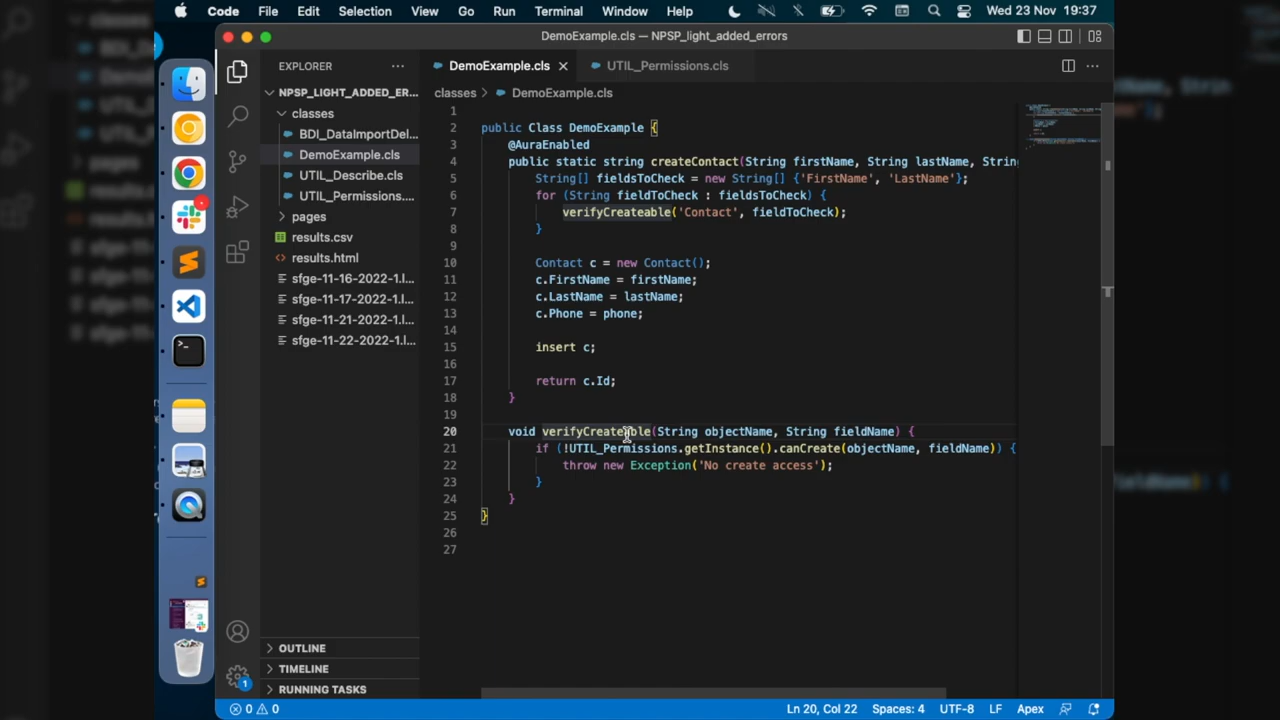 Code File Edit Selection View Go Run Terminal Window Help Wed 23 Nov 19:37
DemoExample.cls — NPSP_light_added_errors
EXPLORER
NPSP_LIGHT_ADDED_ER...
classes
BDI_DataImportDel...
DemoExample.cls
UTIL_Describe.cls
UTIL_Permissions....
pages
results.csv
results.html
sfge-11-16-2022-1.l...
sfge-11-17-2022-1.l...
sfge-11-21-2022-1.l...
sfge-11-22-2022-1.l...
OUTLINE
TIMELINE
RUNNING TASKS
DemoExample.cls UTIL_Permissions.cls
classes > DemoExample.cls
1
2 public Class DemoExample {
3 @AuraEnabled
4 public static string createContact(String firstName, String lastName, Strin
5 String[] fieldsToCheck = new String[] {'FirstName', 'LastName'};
6 for (String fieldToCheck : fieldsToCheck) {
7 verifyCreateable('Contact', fieldToCheck);
8 }
9
10 Contact c = new Contact();
11 c.FirstName = firstName;
12 c.LastName = lastName;
13 c.Phone = phone;
14
15 insert c;
16
17 return c.Id;
18 }
19
20 void verifyCreateable(String objectName, String fieldName) {
21 if (!UTIL_Permissions.getInstance().canCreate(objectName, fieldName)) {
22 throw new Exception('No create access');
23 }
24 }
25 }
26
27
1
0 0 Ln 20, Col 22 Spaces: 4 UTF-8 LF Apex